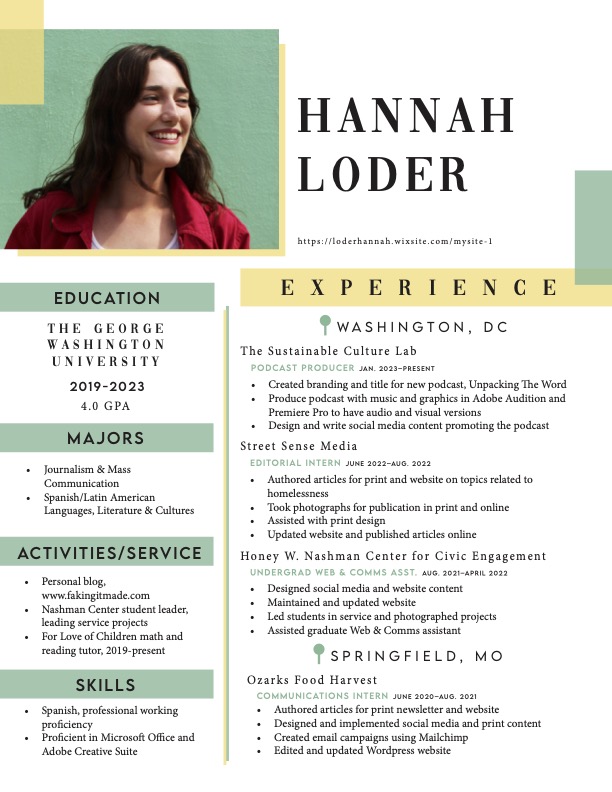 HANNAH
LODER
https://loderhannah.wixsite.com/mysite-1
EDUCATION
THE GEORGE
WASHINGTON
UNIVERSITY
2019-2023
4.0 GPA
MAJORS
• Journalism & Mass
Communication
• Spanish/Latin American
Languages, Literature & Cultures
ACTIVITIES/SERVICE
• Personal blog,
www.fakingitmade.com
• Nashman Center student leader,
leading service projects
• For Love of Children math and
reading tutor, 2019-present
SKILLS
• Spanish, professional working
proficiency
• Proficient in Microsoft Office and
Adobe Creative Suite
EXPERIENCE
WASHINGTON, DC
The Sustainable Culture Lab
PODCAST PRODUCER JAN. 2023–PRESENT
• Created branding and title for new podcast, Unpacking The Word
• Produce podcast with music and graphics in Adobe Audition and
Premiere Pro to have audio and visual versions
• Design and write social media content promoting the podcast
Street Sense Media
EDITORIAL INTERN JUNE 2022–AUG. 2022
• Authored articles for print and website on topics related to
homelessness
• Took photographs for publication in print and online
• Assisted with print design
• Updated website and published articles online
Honey W. Nashman Center for Civic Engagement
UNDERGRAD WEB & COMMS ASST. AUG. 2021–APRIL 2022
• Designed social media and website content
• Maintained and updated website
• Led students in service and photographed projects
• Assisted graduate Web & Comms assistant
SPRINGFIELD, MO
Ozarks Food Harvest
COMMUNICATIONS INTERN JUNE 2020–AUG. 2021
• Authored articles for print newsletter and website
• Designed and implemented social media and print content
• Created email campaigns using Mailchimp
• Edited and updated Wordpress website